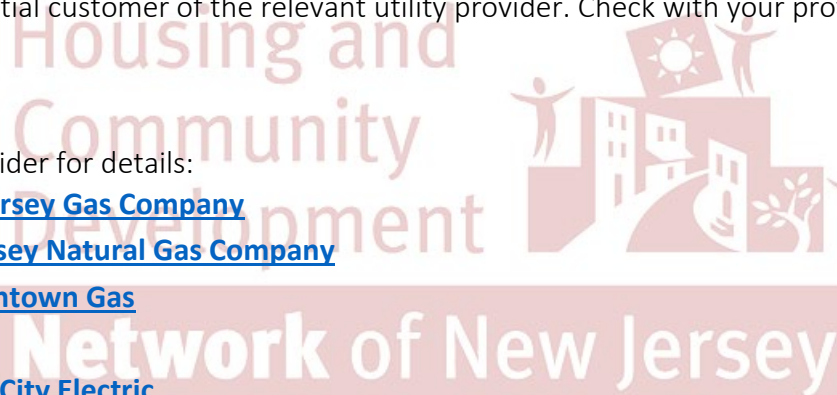 tial customer of the relevant utility provider. Check with your pro
Housing and
Community
ider for details:
rsey Gas Company
Development
sey Natural Gas Company
ntown Gas
Network of New Jersey
City Electric